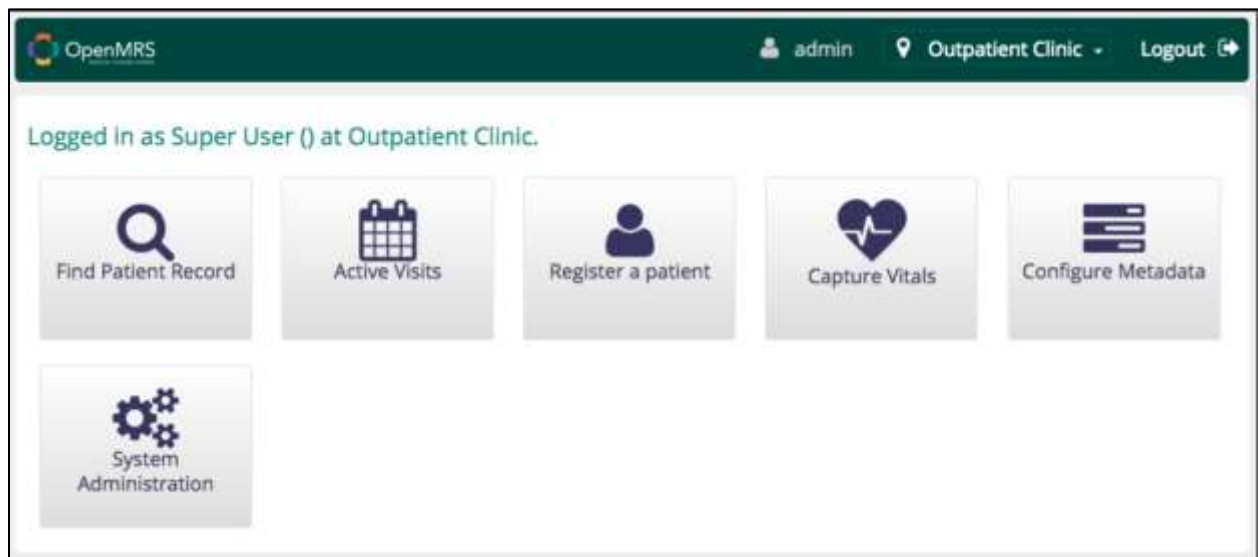 OpenMRS
admin
Outpatient Clinic
Logout
Logged in as Super User () at Outpatient Clinic.
Find Patient Record
Active Visits
Register a patient
Capture Vitals
Configure Metadata
System
Administration